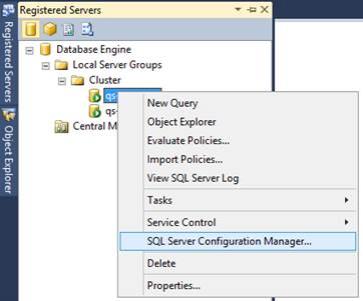 Registered Servers
Registered Servers
Object Explorer
Database Engine
Local Server Groups
Cluster
qs-
qs-
Central M
New Query
Object Explorer
Evaluate Policies...
Import Policies...
View SQL Server Log
Tasks
Service Control
SQL Server Configuration Manager...
Delete
Properties...